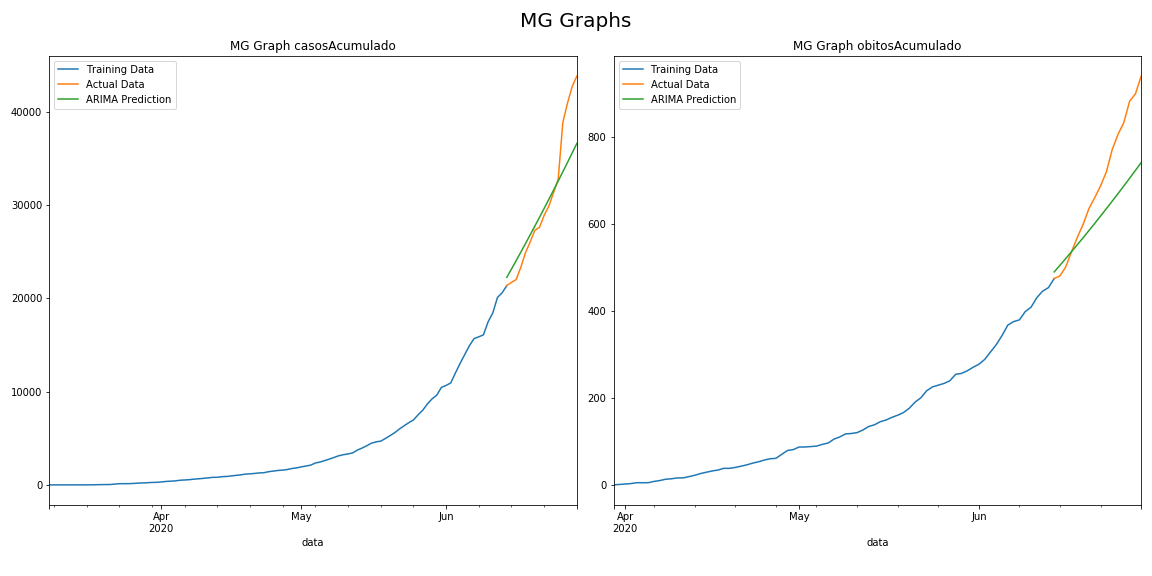 MG Graphs
MG Graph casosAcumulado
Training Data
Actual Data
ARIMA Prediction
40000
30000
20000
10000
0
Apr
2020
May
Jun
data
MG Graph obitosAcumulado
Training Data
Actual Data
ARIMA Prediction
800
600
400
200
0
Apr
2020
May
Jun
data